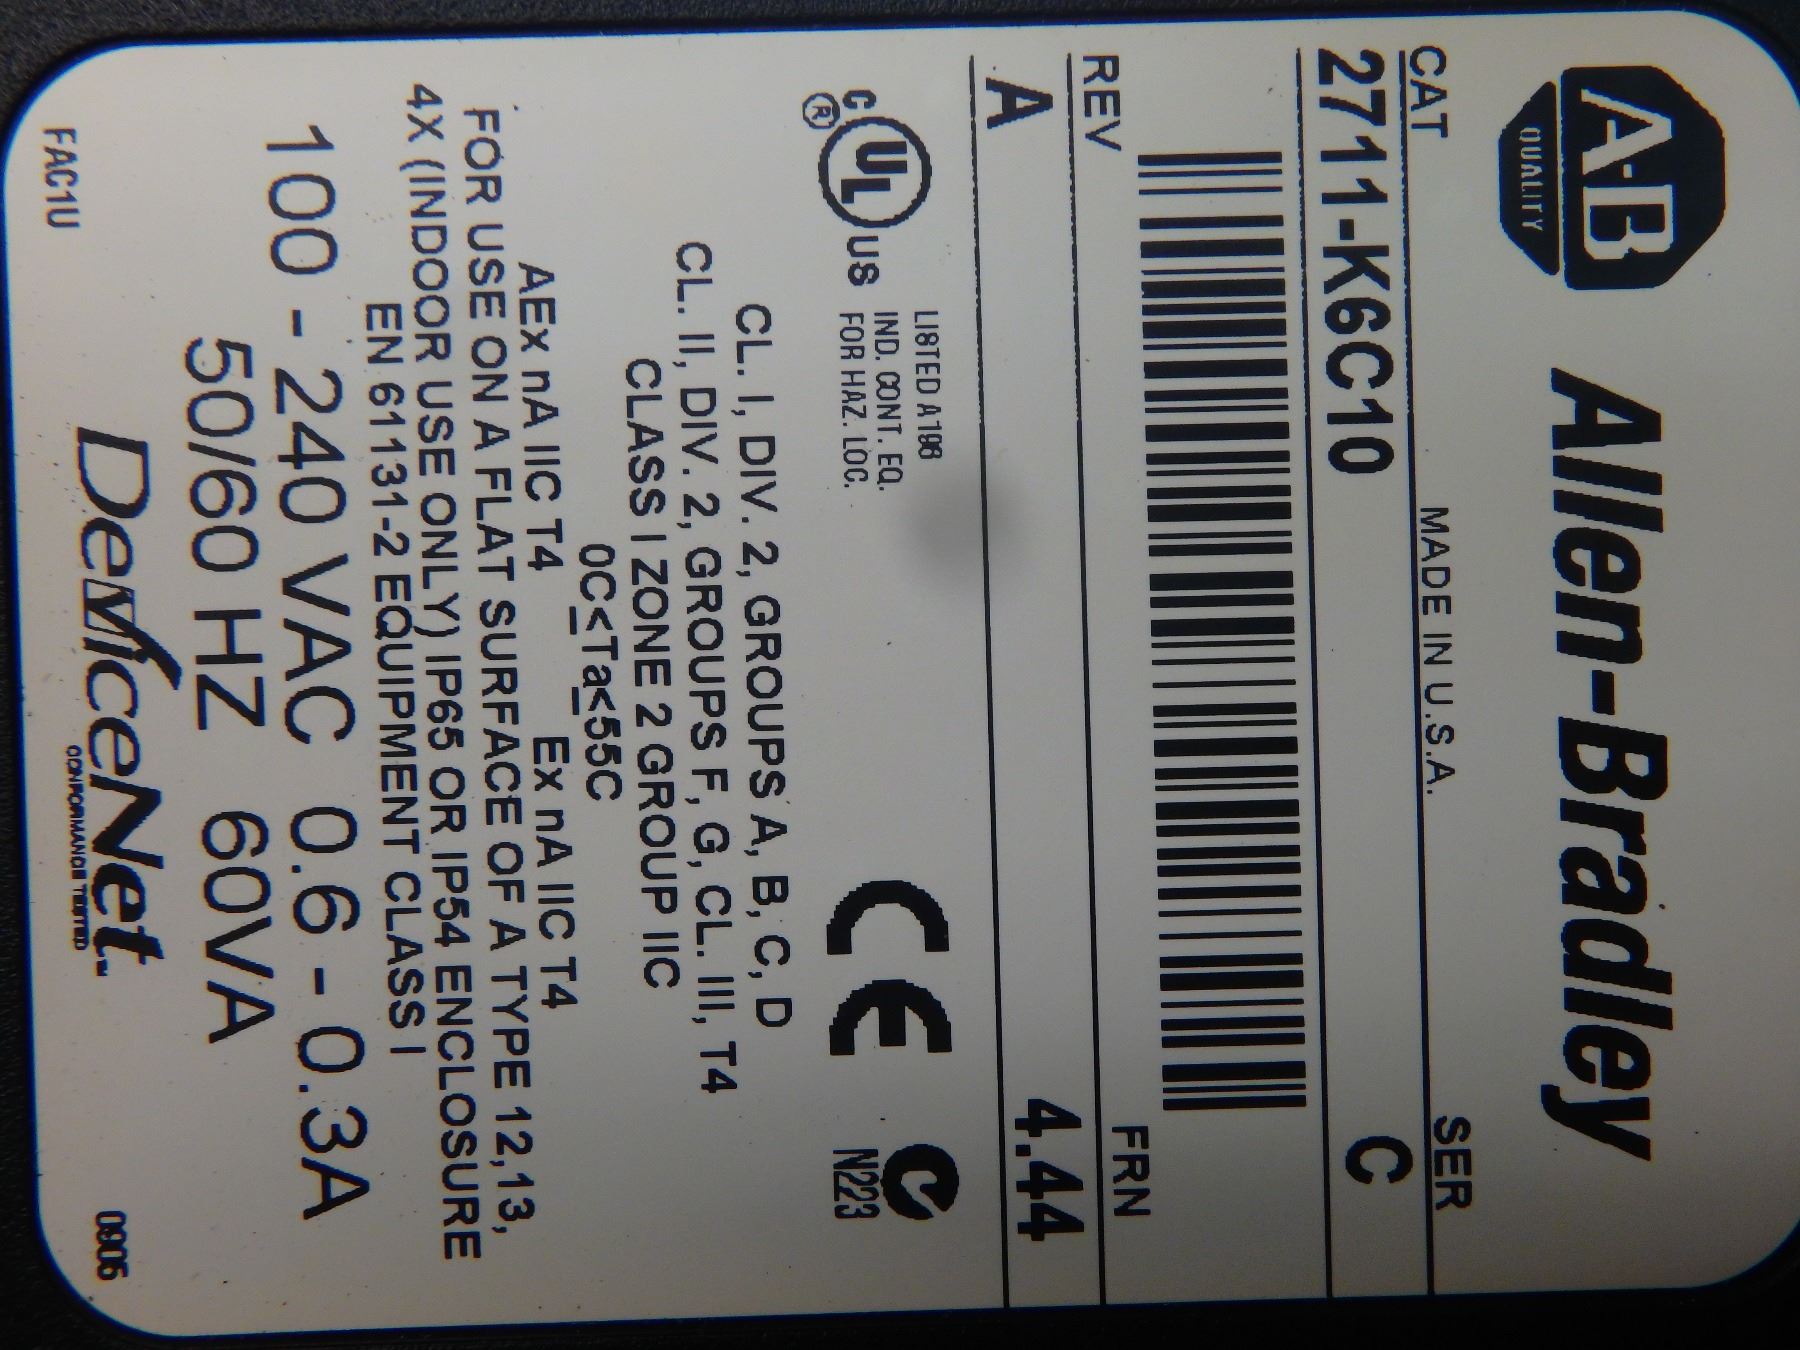 A-B
QUALITY
Allen-Bradley
CAT
MADE IN U.S.A.
SER
2711-K6C10
C
REV
FRN
A
4.44
C UL US ®
LISTED A196
IND. CONT. EQ.
FOR HAZ. LOC.
CE
N223
CL. I, DIV. 2, GROUPS A, B, C, D
CL. II, DIV. 2, GROUPS F, G, CL. III, T4
CLASS I ZONE 2 GROUP IIC
0C<Ta<55C
AEx nA IIC T4 Ex nA IIC T4
FOR USE ON A FLAT SURFACE OF A TYPE 12,13,
4X (INDOOR USE ONLY) IP65 OR IP54 ENCLOSURE
EN 61131-2 EQUIPMENT CLASS I
100 - 240 VAC 0.6 - 0.3A
50/60 HZ 60VA
DeviceNet
CONFORMANCE TESTED
FAC1U
0905